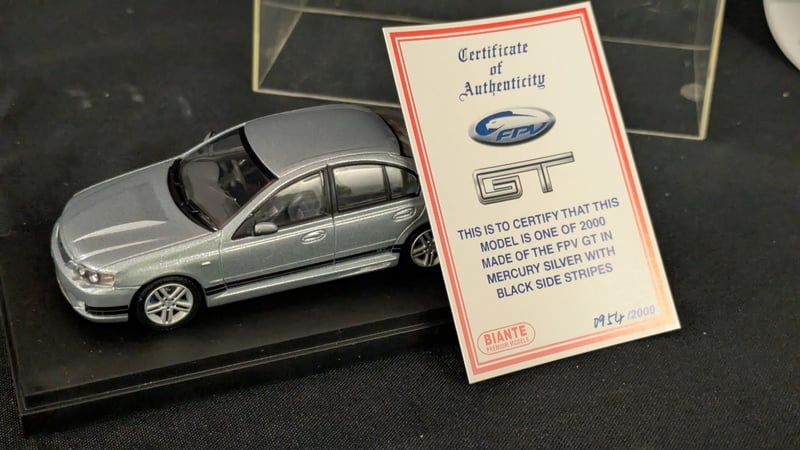 Certificate
of
Authenticity
FPV
GT
THIS IS TO CERTIFY THAT THIS
MODEL IS ONE OF 2000
MADE OF THE FPV GT IN
MERCURY SILVER WITH
BLACK SIDE STRIPES
0954 /2000
BIANTE
PREMIUM MODELS